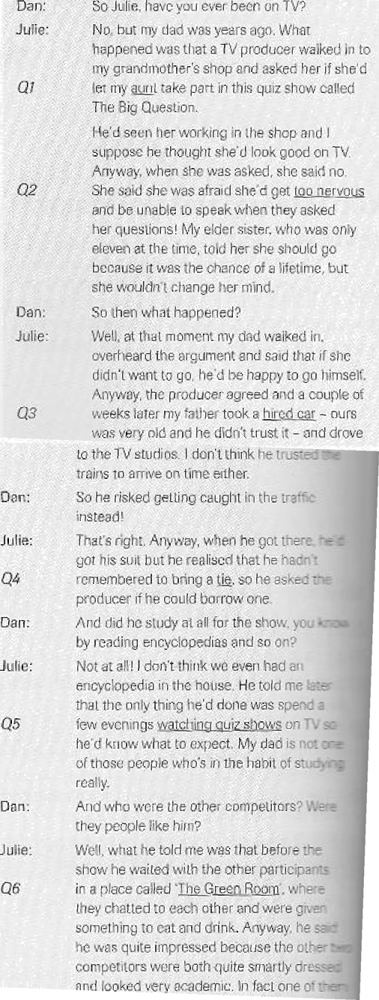 Dan: So Julie, have you ever been on TV?
Julie: No, but my dad was years ago. What
happened was that a TV producer walked in to
my grandmother's shop and asked her if she'd
Q1 let my aunt take part in this quiz show called
The Big Question.
He'd seen her working in the shop and I
suppose he thought she'd look good on TV.
Anyway, when she was asked, she said no.
Q2 She said she was afraid she'd get too nervous
and be unable to speak when they asked
her questions! My elder sister, who was only
eleven at the time, told her she should go
because it was the chance of a lifetime, but
she wouldn't change her mind.
Dan: So then what happened?
Julie: Well, at that moment my dad walked in,
overheard the argument and said that if she
didn't want to go, he'd be happy to go himself.
Anyway, the producer agreed and a couple of
Q3 weeks later my father took a hired car – ours
was very old and he didn't trust it – and drove
to the TV studios. I don't think he trusted the
trains to arrive on time either.
Dan: So he risked getting caught in the traffic
instead!
Julie: That's right. Anyway, when he got there, he'd
got his suit but he realised that he hadn't
Q4 remembered to bring a tie, so he asked the
producer if he could borrow one.
Dan: And did he study at all for the show, you know
by reading encyclopedias and so on?
Julie: Not at all! I don't think we even had an
encyclopedia in the house. He told me later
that the only thing he'd done was spend a
Q5 few evenings watching quiz shows on TV so
he'd know what to expect. My dad is not one
of those people who's in the habit of studying
really.
Dan: And who were the other competitors? Were
they people like him?
Julie: Well, what he told me was that before the
show he waited with the other participants
Q6 in a place called 'The Green Room', where
they chatted to each other and were given
something to eat and drink. Anyway, he said
he was quite impressed because the other two
competitors were both quite smartly dressed
and looked very academic. In fact one of them